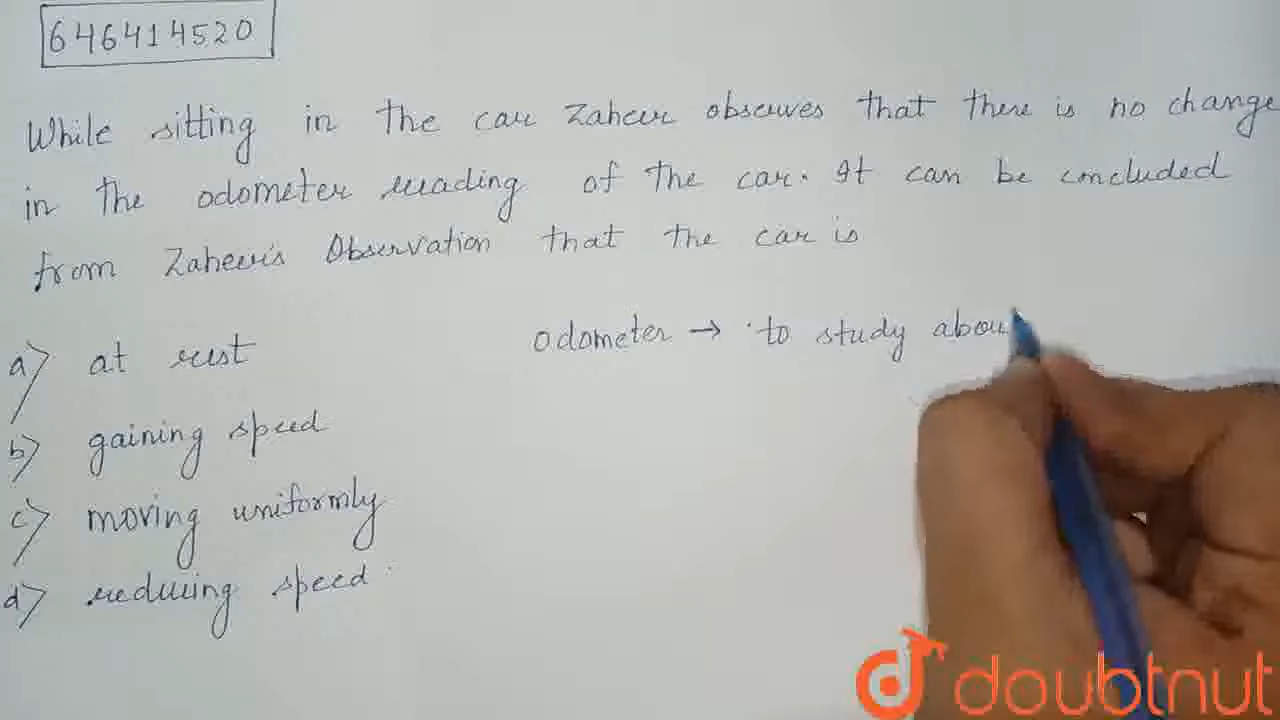 646414520
While sitting in the car Zaheer observes that there is no change
in the odometer reading of the car. It can be concluded
from Zaheer's Observation that the car is
a) at rest
odometer → to study abou
b) gaining speed
c) moving uniformly
d) reducing speed.
doubtnut